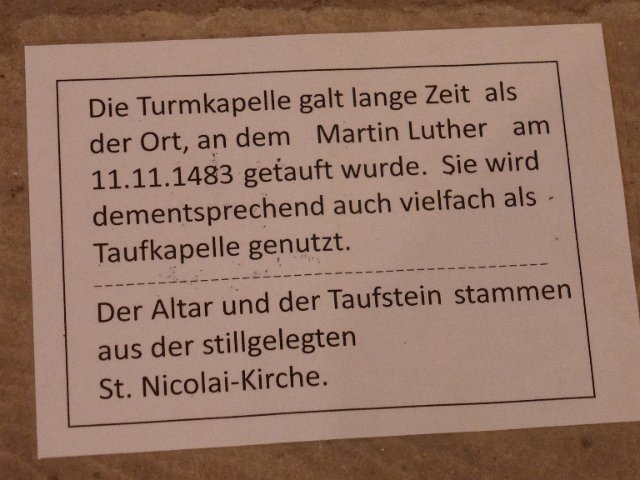 Die Turmkapelle galt lange Zeit als
der Ort, an dem Martin Luther am
11.11.1483 getauft wurde. Sie wird
dementsprechend auch vielfach als
Taufkapelle genutzt.
Der Altar und der Taufstein stammen
aus der stillgelegten
St. Nicolai-Kirche.